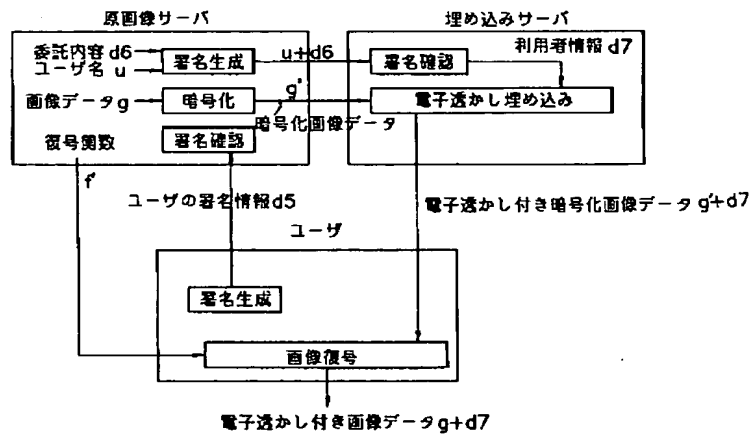 原画像サーバ
埋め込みサーバ
委託内容 d6
ユーザ名 u
署名生成
u+d6
署名確認
利用者情報 d7
画像データ g
暗号化
g'
電子透かし埋め込み
暗号化画像データ
復号関数
署名確認
f'
ユーザの署名情報d5
電子透かし付き暗号化画像データ g'+d7
ユーザ
署名生成
画像復号
電子透かし付き画像データg+d7